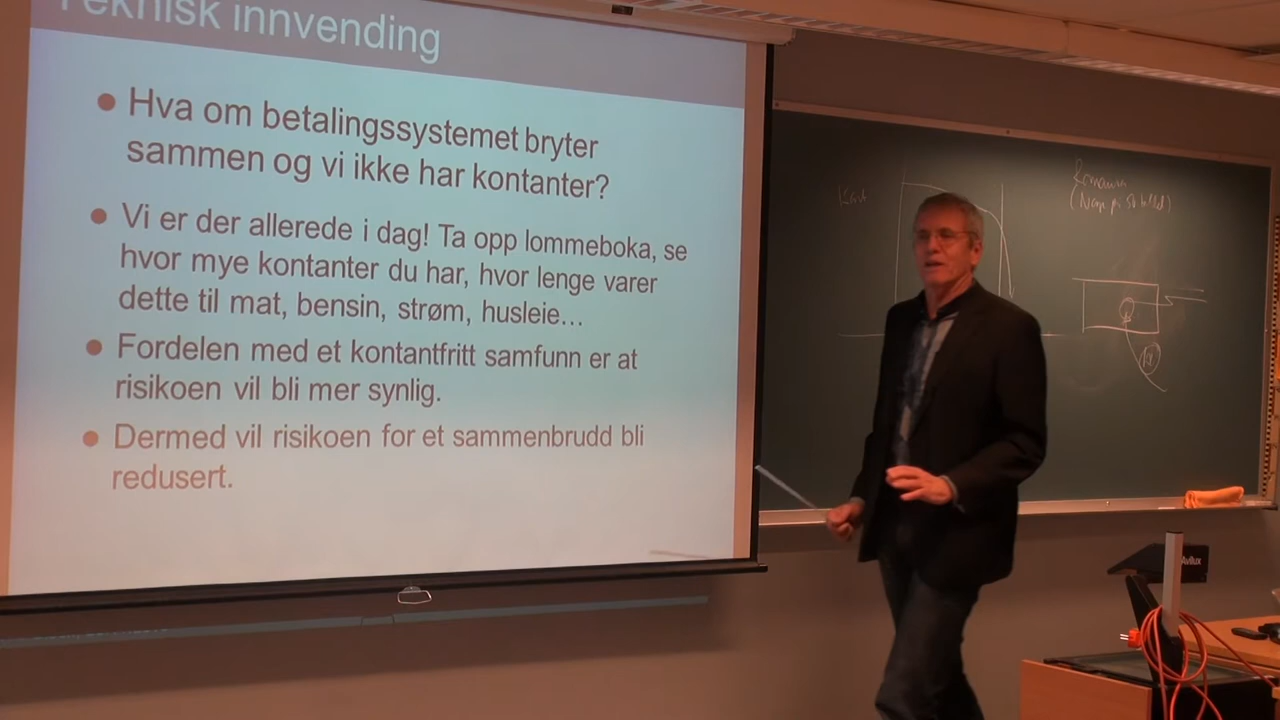 Teknisk innvending
● Hva om betalingssystemet bryter
sammen og vi ikke har kontanter?
● Vi er der allerede i dag! Ta opp lommeboka, se
hvor mye kontanter du har, hvor lenge varer
dette til mat, bensin, strøm, husleie…
● Fordelen med et kontantfritt samfunn er at
risikoen vil bli mer synlig.
● Dermed vil risikoen for et sammenbrudd bli
redusert.
Avilux